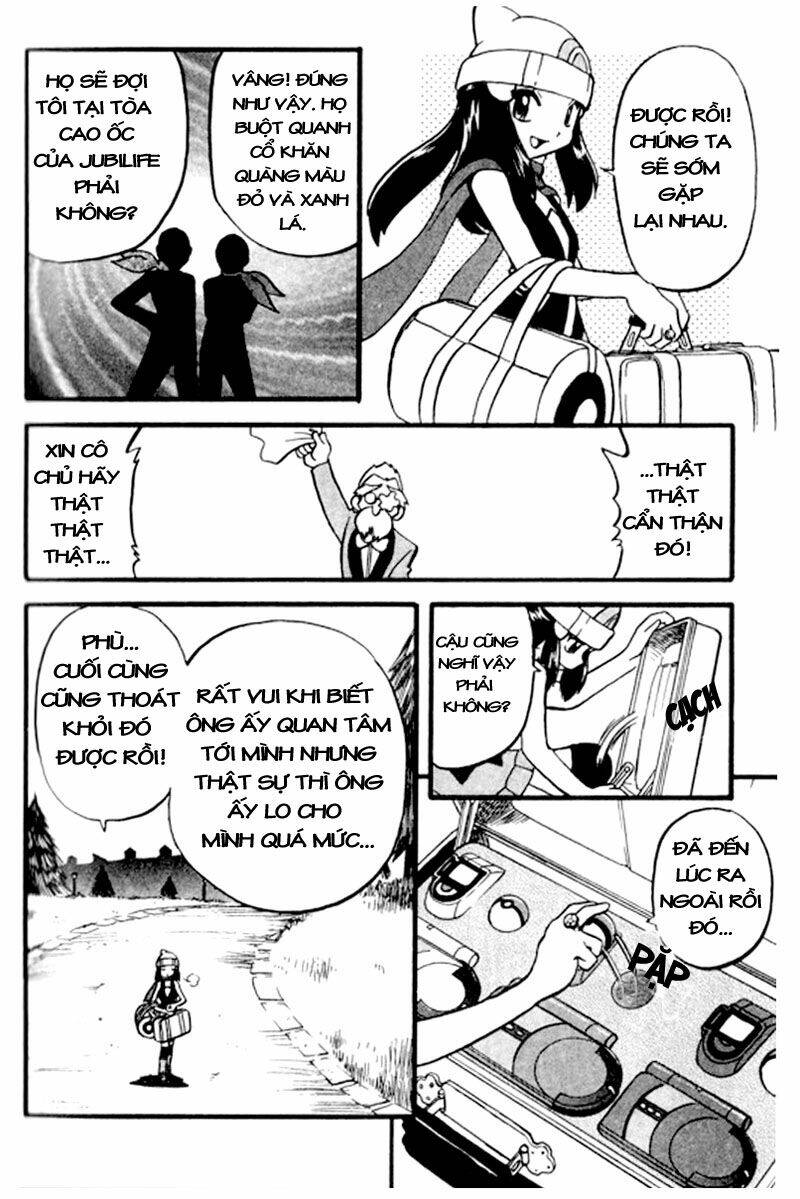 HỌ SẼ ĐỢI
TÔI TẠI TÒA
CAO ỐC
CỦA JUBILIFE
PHẢI
KHÔNG?
VÂNG! ĐÚNG
NHƯ VẬY. HỌ
BUỘT QUANH
CỔ KHĂN
QUÀNG MÀU
ĐỎ VÀ XANH
LÁ.
ĐƯỢC RỒI!
CHÚNG TA
SẼ SỚM
GẶP
LẠI NHAU.
XIN CÔ
CHỦ HÃY
THẬT
THẬT
THẬT...
...THẬT
THẬT
CẨN THẬN
ĐÓ!
PHÙ...
CUỐI CÙNG
CŨNG THOÁT
KHỎI ĐÓ
ĐƯỢC RỒI!
RẤT VUI KHI BIẾT
ÔNG ẤY QUAN TÂM
TỚI MÌNH NHƯNG
THẬT SỰ THÌ ÔNG
ẤY LO CHO
MÌNH QUÁ MỨC...
CẬU CŨNG
NGHĨ VẬY
PHẢI
KHÔNG?
CẠCH
ĐÃ ĐẾN
LÚC RA
NGOÀI RỒI
ĐÓ...
PẶP